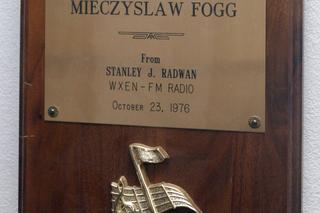 MIECZYSLAW FOGG
From
STANLEY J. RADWAN
WXEN-FM RADIO
OCTOBER 23, 1976